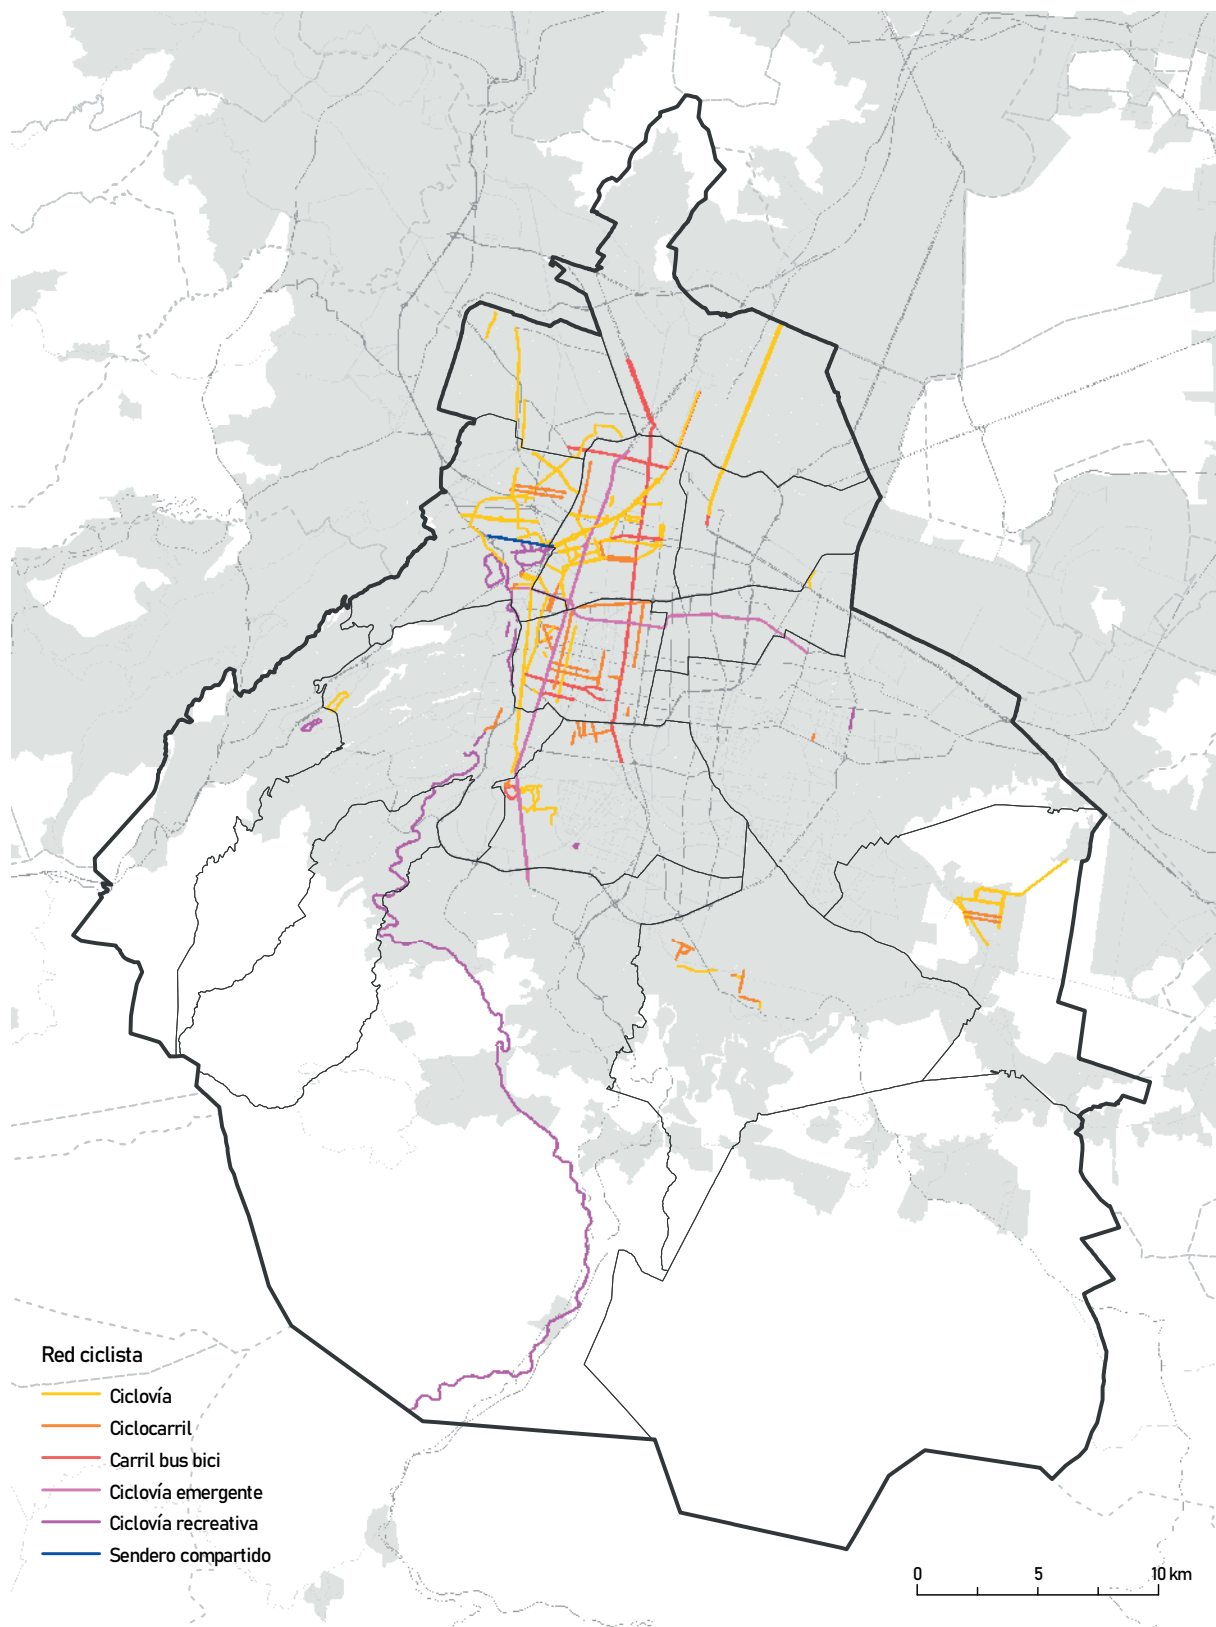 Red ciclista
Ciclovía
Ciclocarril
Carril bus bici
Ciclovía emergente
Ciclovía recreativa
Sendero compartido
0 5 10 km